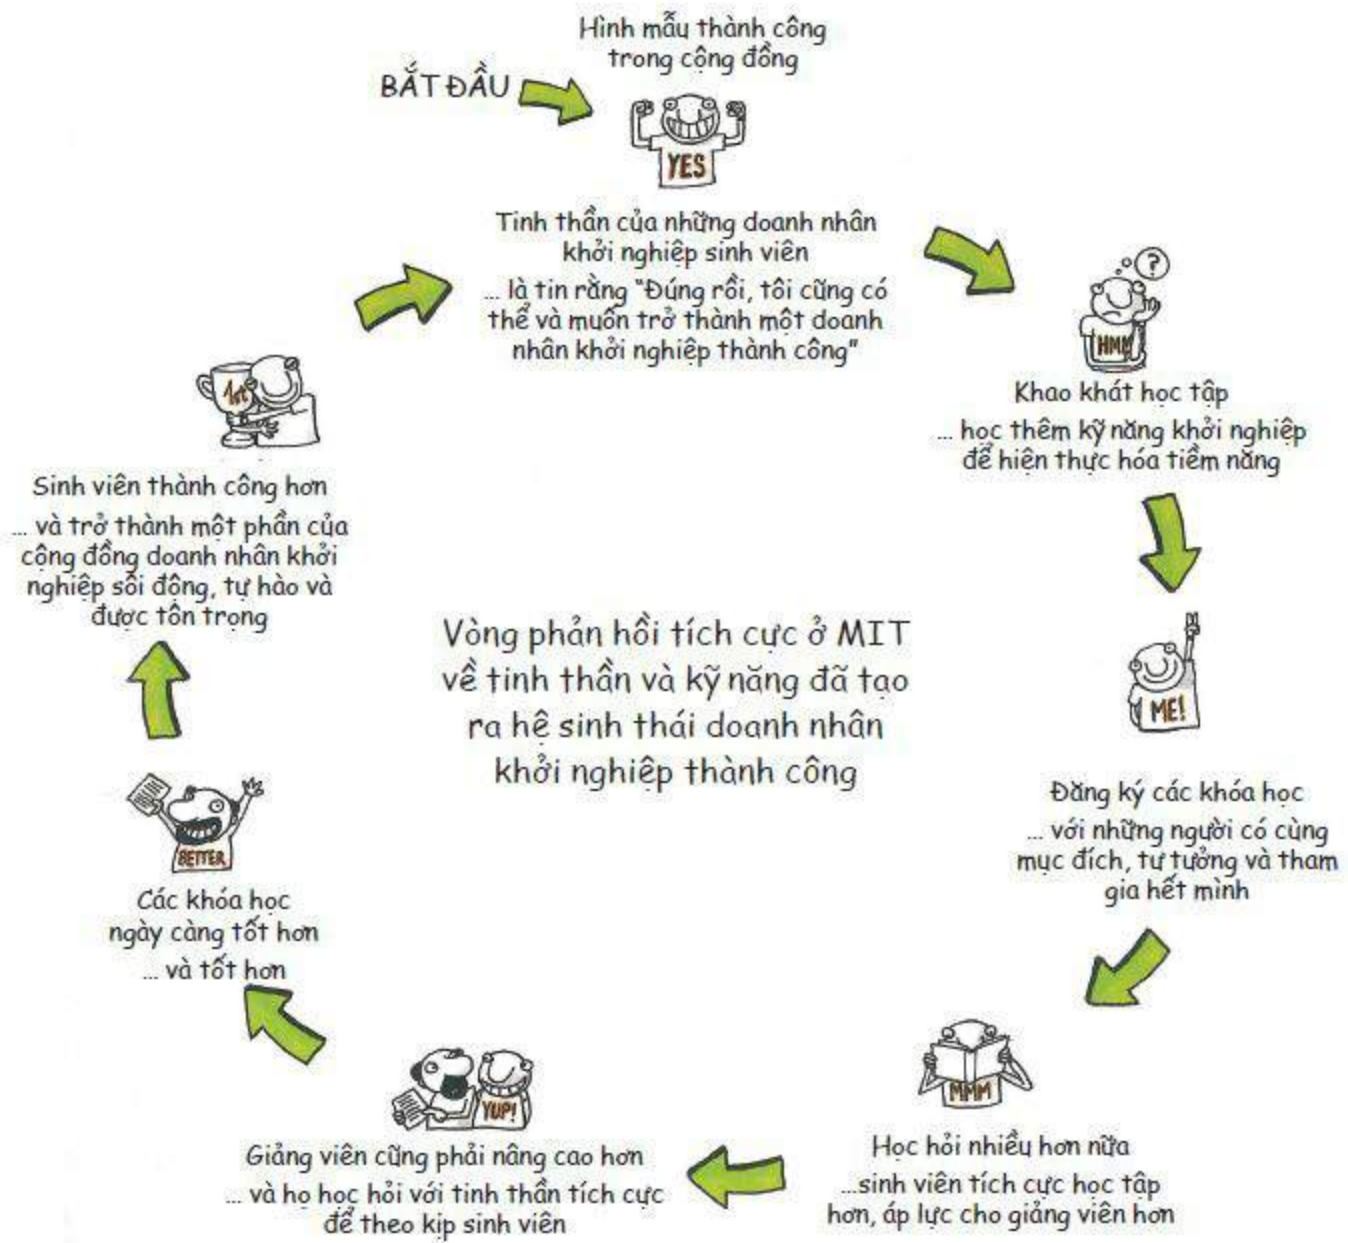 Hình mẫu thành công
trong cộng đồng
BẮT ĐẦU
YES
Tinh thần của những doanh nhân
khởi nghiệp sinh viên
... là tin rằng "Đúng rồi, tôi cũng có
thể và muốn trở thành một doanh
nhân khởi nghiệp thành công"
?
HMM
Khao khát học tập
... học thêm kỹ năng khởi nghiệp
để hiện thực hóa tiềm năng
ME!
Đăng ký các khóa học
... với những người có cùng
mục đích, tư tưởng và tham
gia hết mình
MMM
Học hỏi nhiều hơn nữa
...sinh viên tích cực học tập
hơn, áp lực cho giảng viên hơn
YUP!
Giảng viên cũng phải nâng cao hơn
... và họ học hỏi với tinh thần tích cực
để theo kịp sinh viên
BETTER
Các khóa học
ngày càng tốt hơn
... và tốt hơn
1st
Sinh viên thành công hơn
... và trở thành một phần của
cộng đồng doanh nhân khởi
nghiệp sôi động, tự hào và
được tôn trọng
Vòng phản hồi tích cực ở MIT
về tinh thần và kỹ năng đã tạo
ra hệ sinh thái doanh nhân
khởi nghiệp thành công